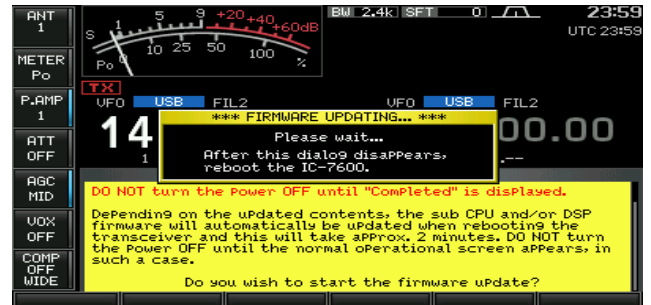 ANT
1
METER
Po
P.AMP
1
ATT
OFF
AGC
MID
VOX
OFF
COMP
OFF
WIDE
S 1 5 9 +20 +40 +60dB
Po 0 10 25 50 100 %
BW 2.4k SFT 0
23:59
UTC 23:59
TX
VFO USB FIL2
VFO USB FIL2
14
00.00
1
.--
*** FIRMWARE UPDATING... ***
Please wait...
After this dialog disappears,
reboot the IC-7600.
DO NOT turn the Power OFF until "Completed" is displayed.
Depending on the updated contents, the sub CPU and/or DSP
firmware will automatically be updated when rebooting the
transceiver and this will take approx. 2 minutes. DO NOT turn
the Power OFF until the normal operational screen appears, in
such a case.
Do you wish to start the firmware update?